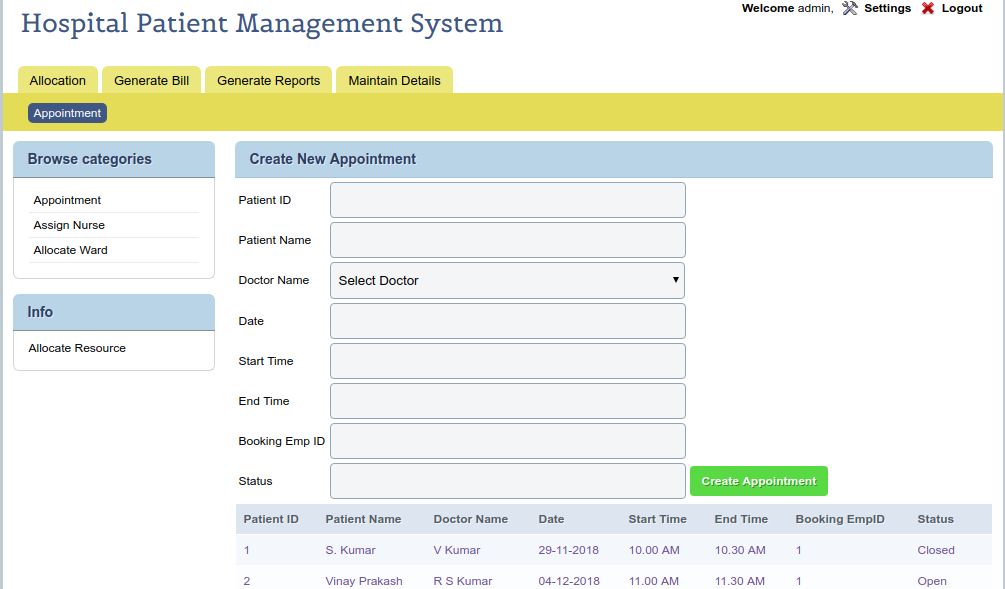 Hospital Patient Management System
Welcome admin, Settings Logout
Allocation Generate Bill Generate Reports Maintain Details
Appointment
Browse categories
Appointment
Assign Nurse
Allocate Ward
Info
Allocate Resource
Create New Appointment
Patient ID
Patient Name
Doctor Name Select Doctor
Date
Start Time
End Time
Booking Emp ID
Status Create Appointment
Patient ID Patient Name Doctor Name Date Start Time End Time Booking EmpID Status
1 S. Kumar V Kumar 29-11-2018 10.00 AM 10.30 AM 1 Closed
2 Vinay Prakash R S Kumar 04-12-2018 11.00 AM 11.30 AM 1 Open